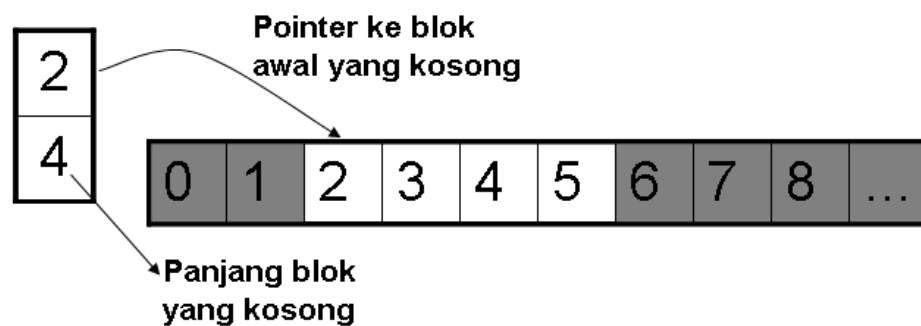 Pointer ke blok
awal yang kosong
2
4
0 1 2 3 4 5 6 7 8 ...
Panjang blok
yang kosong